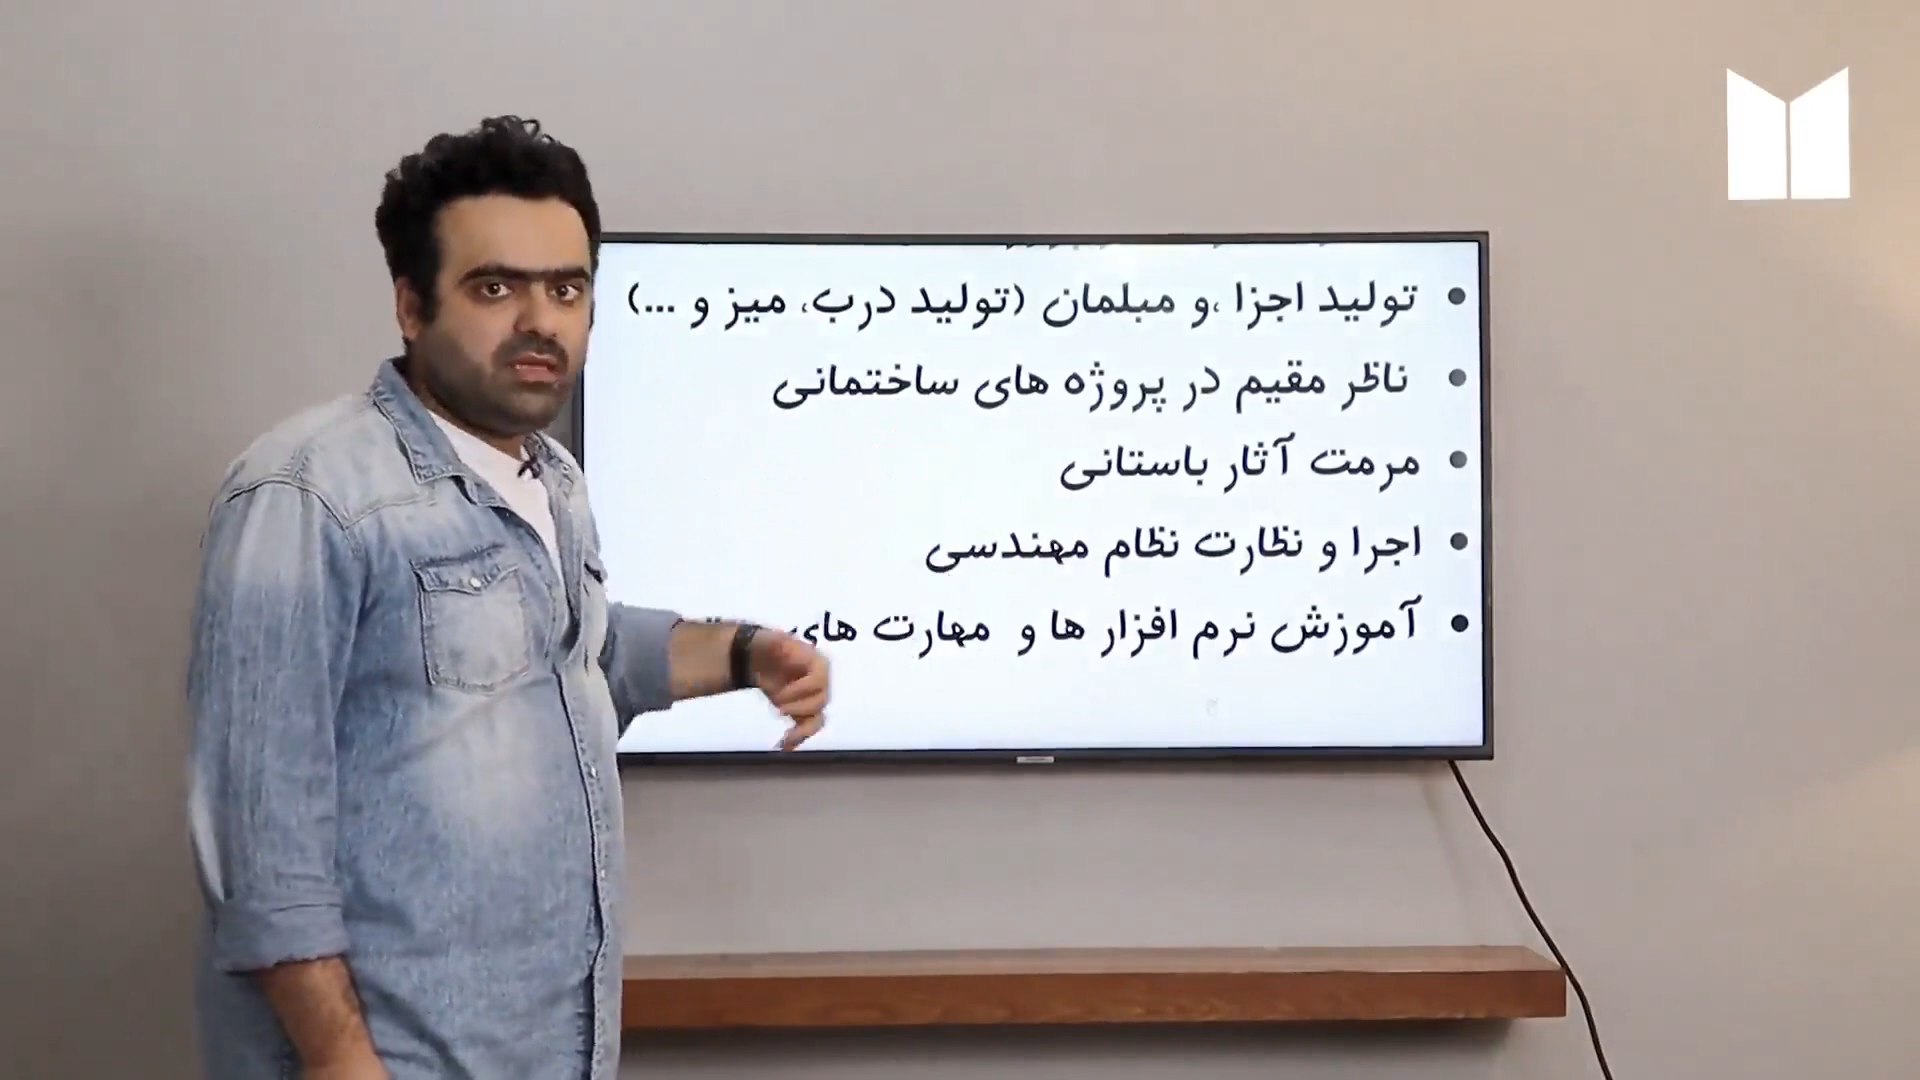 تولید اجزا ،و مبلمان (تولید درب، میز و ...)
ناظر مقیم در پروژه های ساختمانی
مرمت آثار باستانی
اجرا و نظارت نظام مهندسی
آموزش نرم افزار ها و مهارت های